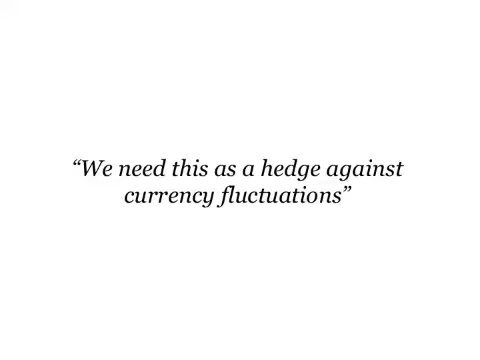 “We need this as a hedge against
currency fluctuations”